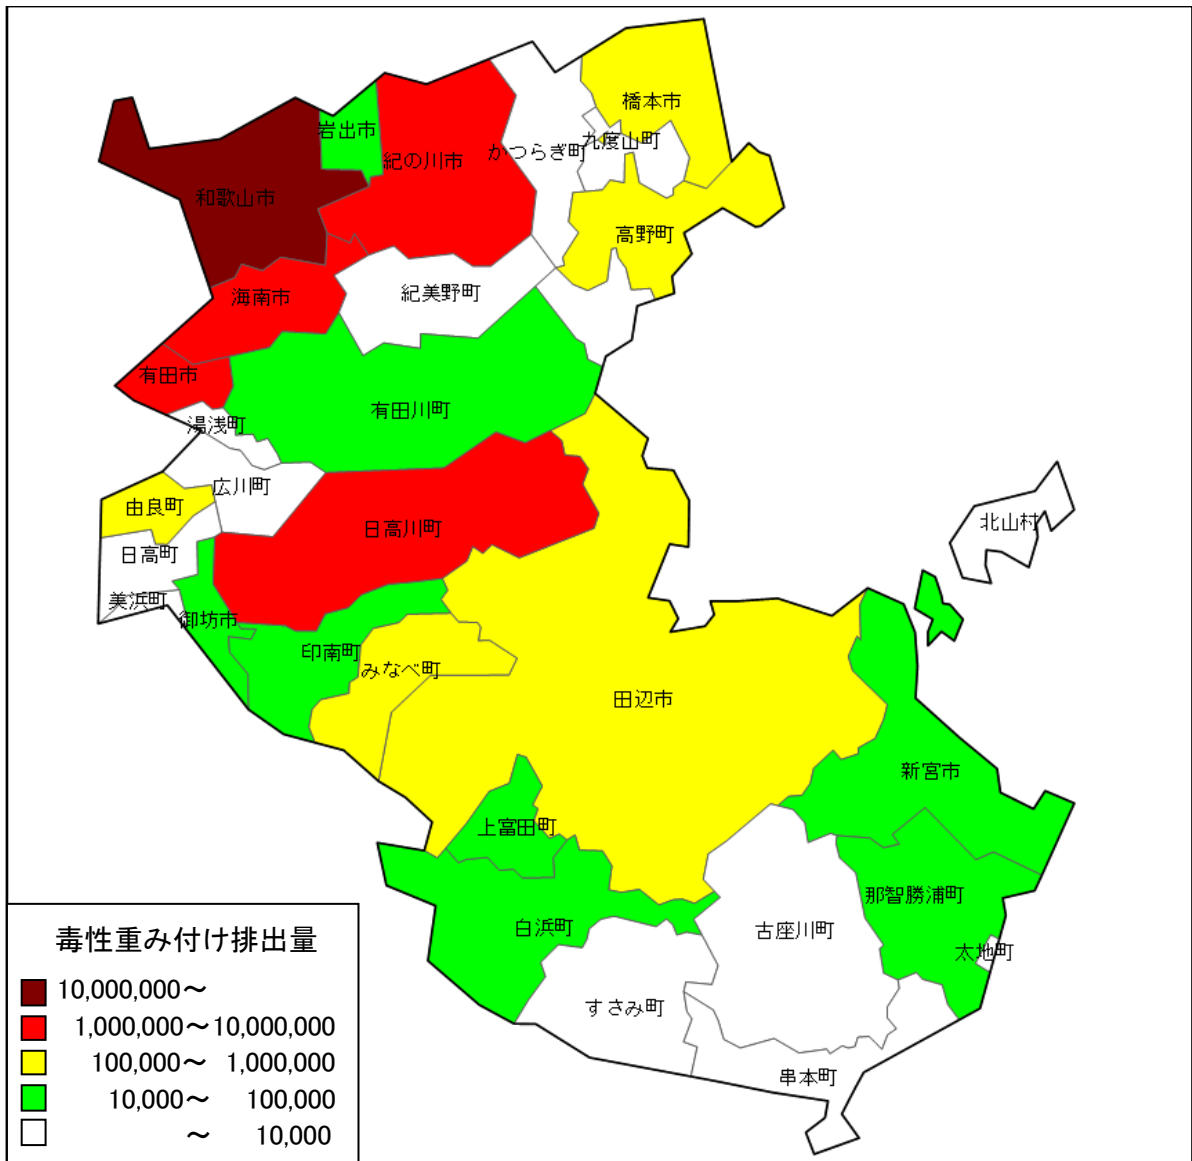 橋本市
岩出市
九度山町
かつらぎ町
紀の川市
和歌山市
高野町
紀美野町
海南市
有田市
有田川町
湯浅町
広川町
由良町
北山村
日高川町
日高町
美浜町
御坊市
印南町
みなべ町
田辺市
新宮市
上富田町
那智勝浦町
白浜町
古座川町
太地町
すさみ町
串本町
毒性重み付け排出量
10,000,000～
1,000,000～10,000,000
100,000～ 1,000,000
10,000～ 100,000
～ 10,000